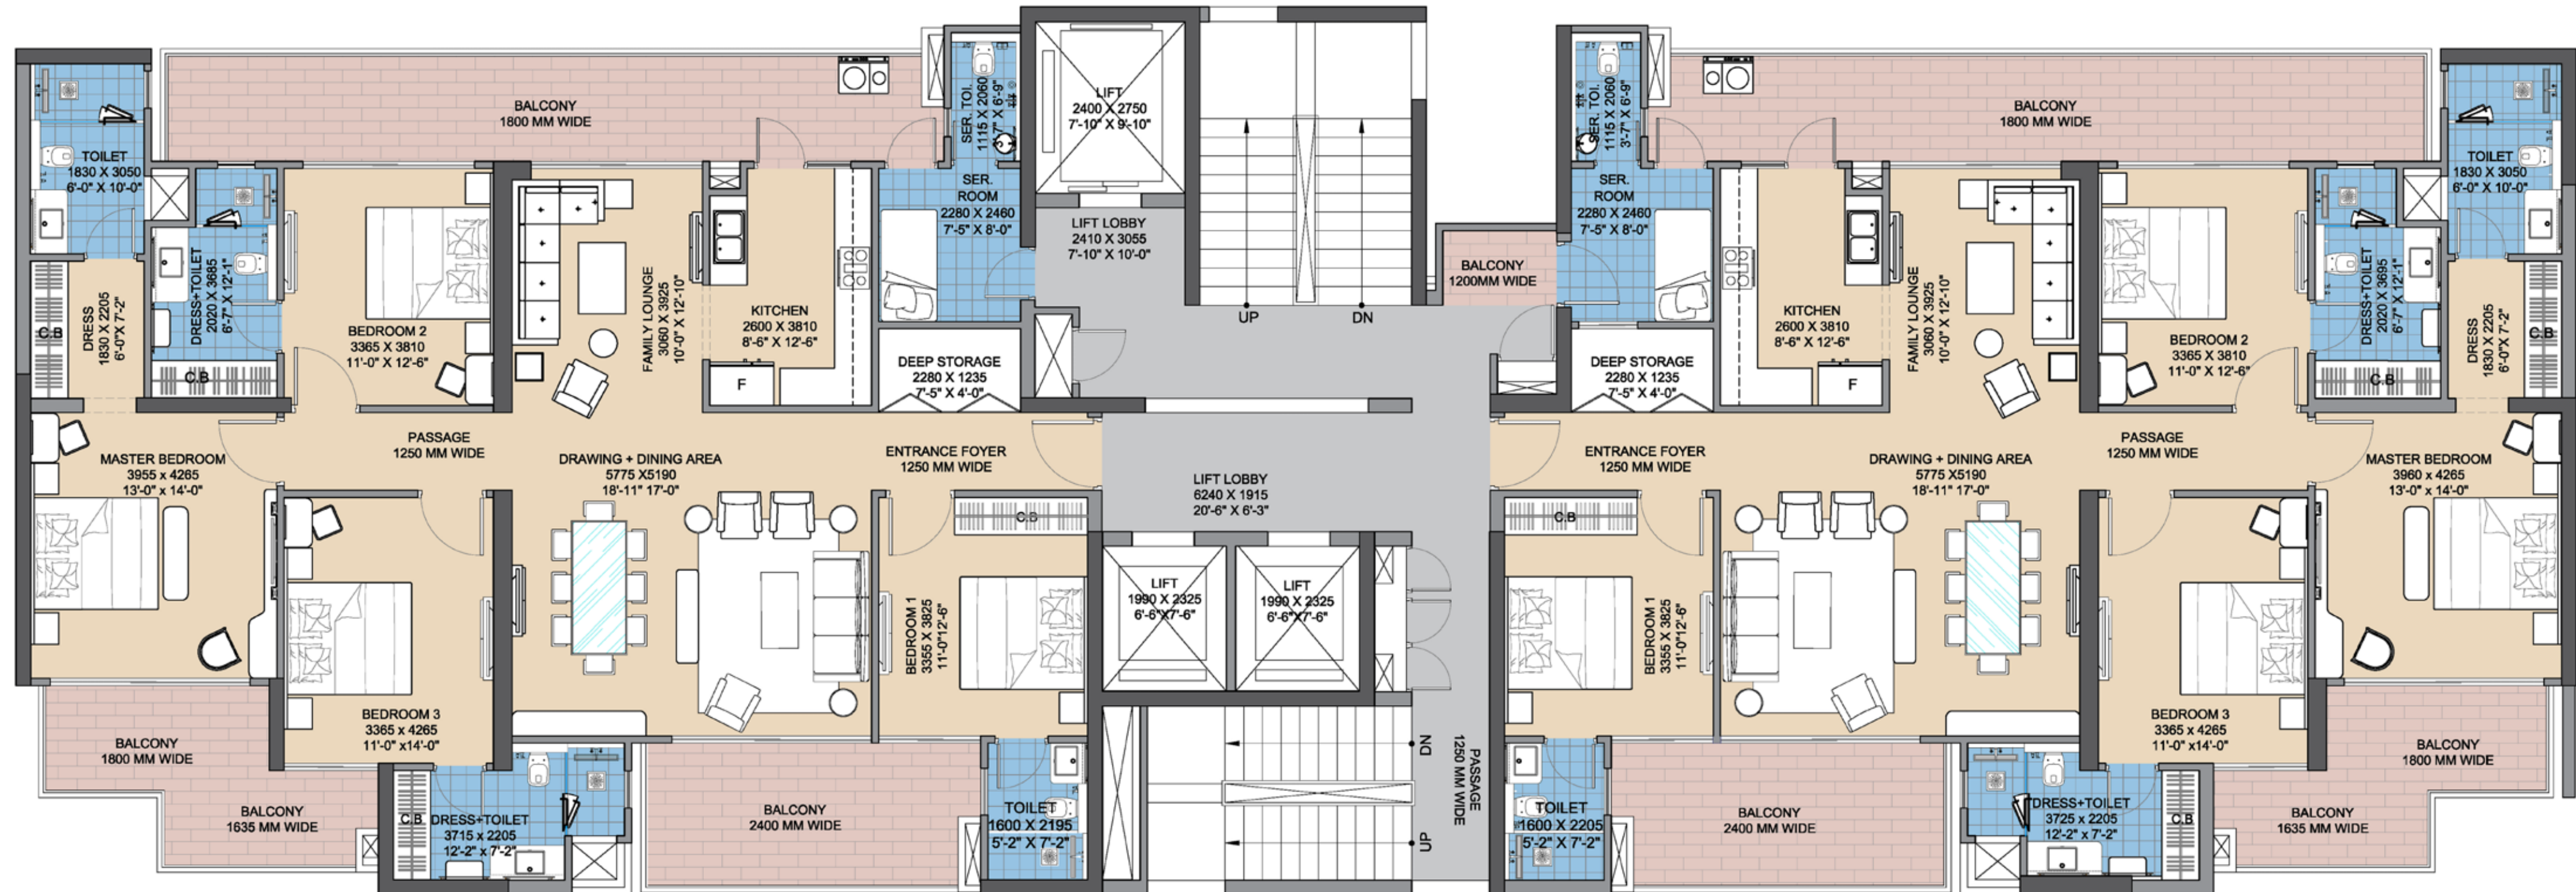 TOILET
1830 X 3050
6'-0" X 10'-0"
BALCONY
1800 MM WIDE
SER. TOI.
1115 X 2060
3'-7" X 6'-9"
LIFT
2400 X 2750
7'-10" X 9'-10"
C.B
DRESS
1830 X 2205
6'-0"X 7'-2"
DRESS+TOILET
2020 X 3685
6'-7" X 12'-1"
C.B
BEDROOM 2
3365 X 3810
11'-0" X 12'-6"
FAMILY LOUNGE
3060 X 3925
10'-0" X 12'-10"
KITCHEN
2600 X 3810
8'-6" X 12'-6"
F
SER.
ROOM
2280 X 2460
7'-5" X 8'-0"
DEEP STORAGE
2280 X 1235
7'-5" X 4'-0"
LIFT LOBBY
2410 X 3055
7'-10" X 10'-0"
UP
DN
MASTER BEDROOM
3955 x 4265
13'-0" x 14'-0"
PASSAGE
1250 MM WIDE
DRAWING + DINING AREA
5775 X5190
18'-11" 17'-0"
ENTRANCE FOYER
1250 MM WIDE
LIFT LOBBY
6240 X 1915
20'-6" X 6'-3"
C.B
BEDROOM 1
3355 X 3825
11'-0"12'-6"
LIFT
1990 X 2325
6'-6"X7'-6"
LIFT
1990 X 2325
6'-6"X7'-6"
BEDROOM 3
3365 x 4265
11'-0" x14'-0"
BALCONY
1800 MM WIDE
BALCONY
1635 MM WIDE
C.B
DRESS+TOILET
3715 x 2205
12'-2" x 7'-2"
BALCONY
2400 MM WIDE
TOILET
1600 X 2195
5'-2" X 7'-2"
DN
UP
PASSAGE
1250 MM WIDE
SER. TOI.
1115 X 2060
3'-7" X 6'-9"
BALCONY
1800 MM WIDE
TOILET
1830 X 3050
6'-0" X 10'-0"
BALCONY
1200MM WIDE
SER.
ROOM
2280 X 2460
7'-5" X 8'-0"
DEEP STORAGE
2280 X 1235
7'-5" X 4'-0"
KITCHEN
2600 X 3810
8'-6" X 12'-6"
F
FAMILY LOUNGE
3060 X 3925
10'-0" X 12'-10"
BEDROOM 2
3365 X 3810
11'-0" X 12'-6"
DRESS+TOILET
2020 X 3695
6'-7" X 12'-1"
C.B
DRESS
1830 X 2205
6'-0"X 7'-2"
C.B
ENTRANCE FOYER
1250 MM WIDE
DRAWING + DINING AREA
5775 X5190
18'-11" 17'-0"
PASSAGE
1250 MM WIDE
MASTER BEDROOM
3960 x 4265
13'-0" x 14'-0"
C.B
BEDROOM 1
3355 X 3825
11'-0"12'-6"
BEDROOM 3
3365 x 4265
11'-0" x14'-0"
BALCONY
1800 MM WIDE
TOILET
1600 X 2205
5'-2" X 7'-2"
BALCONY
2400 MM WIDE
DRESS+TOILET
3725 x 2205
12'-2" x 7'-2"
C.B
BALCONY
1635 MM WIDE